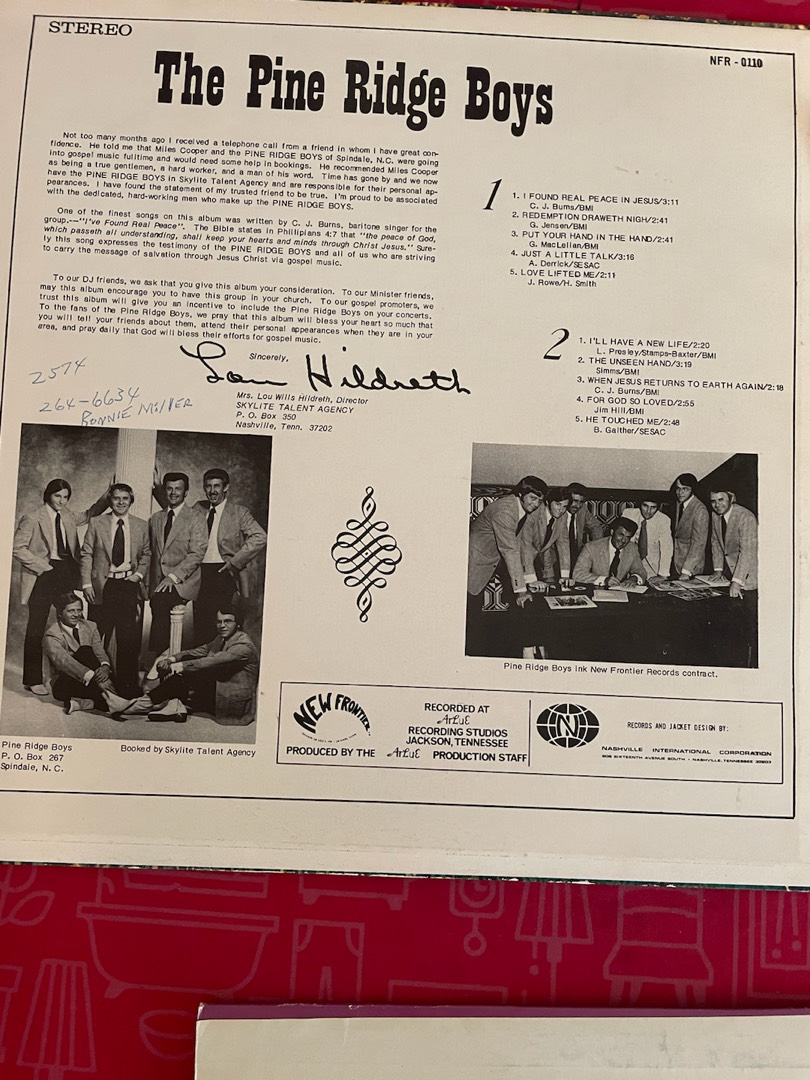 STEREO
NFR - 0110
The Pine Ridge Boys
Not too many months ago I received a telephone call from a friend in whom I have great con-
fidence. He told me that Miles Cooper and the PINE RIDGE BOYS of Spindale, N.C. were going
into gospel music fulltime and would need some help in bookings. He recommended Miles Cooper
as being a true gentlemen, a hard worker, and a man of his word. Time has gone by and we now
have the PINE RIDGE BOYS in Skylite Talent Agency and are responsible for their personal ap-
pearances. I have found the statement of my trusted friend to be true. I'm proud to be associated
with the dedicated, hard-working men who make up the PINE RIDGE BOYS.
One of the finest songs on this album was written by C. J. Burns, baritone singer for the
group.--"I've Found Real Peace". The Bible states in Phillipians 4:7 that "the peace of God,
which passeth all understanding, shall keep your hearts and minds through Christ Jesus." Sure-
ly this song expresses the testimony of the PINE RIDGE BOYS and all of us who are striving
to carry the message of salvation through Jesus Christ via gospel music.
To our DJ friends, we ask that you give this album your consideration. To our Minister friends,
may this album encourage you to have this group in your church. To our gospel promoters, we
trust this album will give you an incentive to include the Pine Ridge Boys on your concerts.
To the fans of the Pine Ridge Boys, we pray that this album will bless your heart so much that
you will tell your friends about them, attend their personal appearances when they are in your
area, and pray daily that God will bless their efforts for gospel music.
Sincerely,
Lou Hildreth
Mrs. Lou Wills Hildreth, Director
SKYLITE TALENT AGENCY
P. O. Box 350
Nashville, Tenn. 37202
2574
264-6634
BONNIE MillER
1
1. I FOUND REAL PEACE IN JESUS/3:11
C. J. Burns/BMI
2. REDEMPTION DRAWETH NIGH/2:41
G. Jensen/BMI
3. PUT YOUR HAND IN THE HAND/2:41
G. MacLellan/BMI
4. JUST A LITTLE TALK/3:16
A. Derrick/SESAC
5. LOVE LIFTED ME/2:11
J. Rowe/H. Smith
2
1. I'LL HAVE A NEW LIFE/2:20
L. Presley/Stamps-Baxter/BMI
2. THE UNSEEN HAND/3:19
Simms/BMI
3. WHEN JESUS RETURNS TO EARTH AGAIN/2:18
C. J. Burns/BMI
4. FOR GOD SO LOVED/2:55
Jim Hill/BMI
5. HE TOUCHED ME/2:48
B. Gaither/SESAC
Pine Ridge Boys ink New Frontier Records contract.
Pine Ridge Boys
P. O. Box 267
Spindale, N. C.
Booked by Skylite Talent Agency
NEW FRONTIER
PRODUCED BY THE ArLuE PRODUCTION STAFF
RECORDED AT
ArLuE
RECORDING STUDIOS
JACKSON, TENNESSEE
N
RECORDS AND JACKET DESIGN BY:
NASHVILLE INTERNATIONAL CORPORATION
SIXTEENTH AVENUE SOUTH - NASHVILLE, TENNESSEE 37203